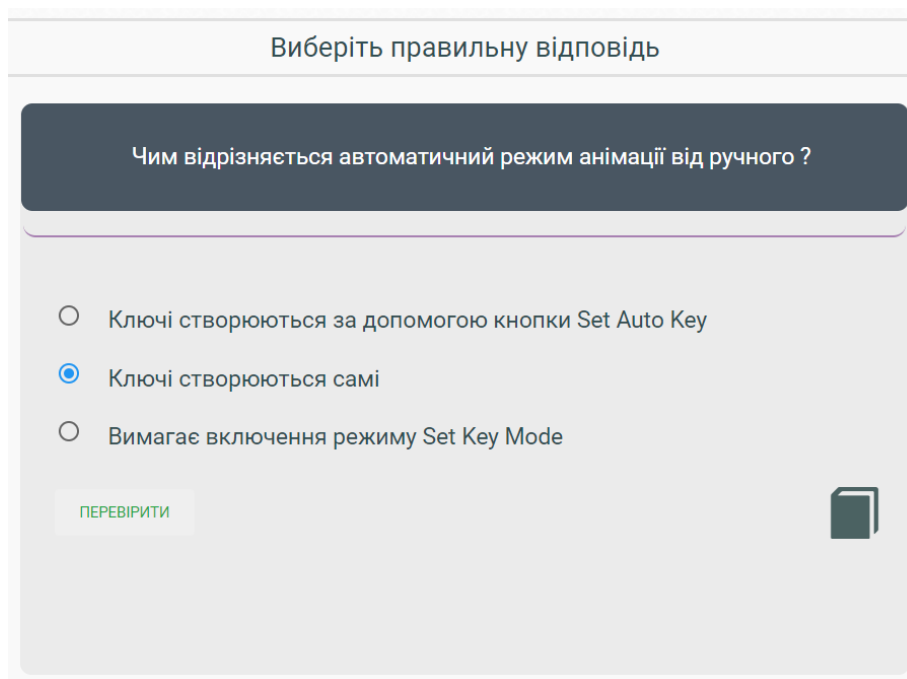 Виберіть правильну відповідь
Чим відрізняється автоматичний режим анімації від ручного ?
Ключі створюються за допомогою кнопки Set Auto Key
Ключі створюються самі
Вимагає включення режиму Set Key Mode
ПЕРЕВІРИТИ